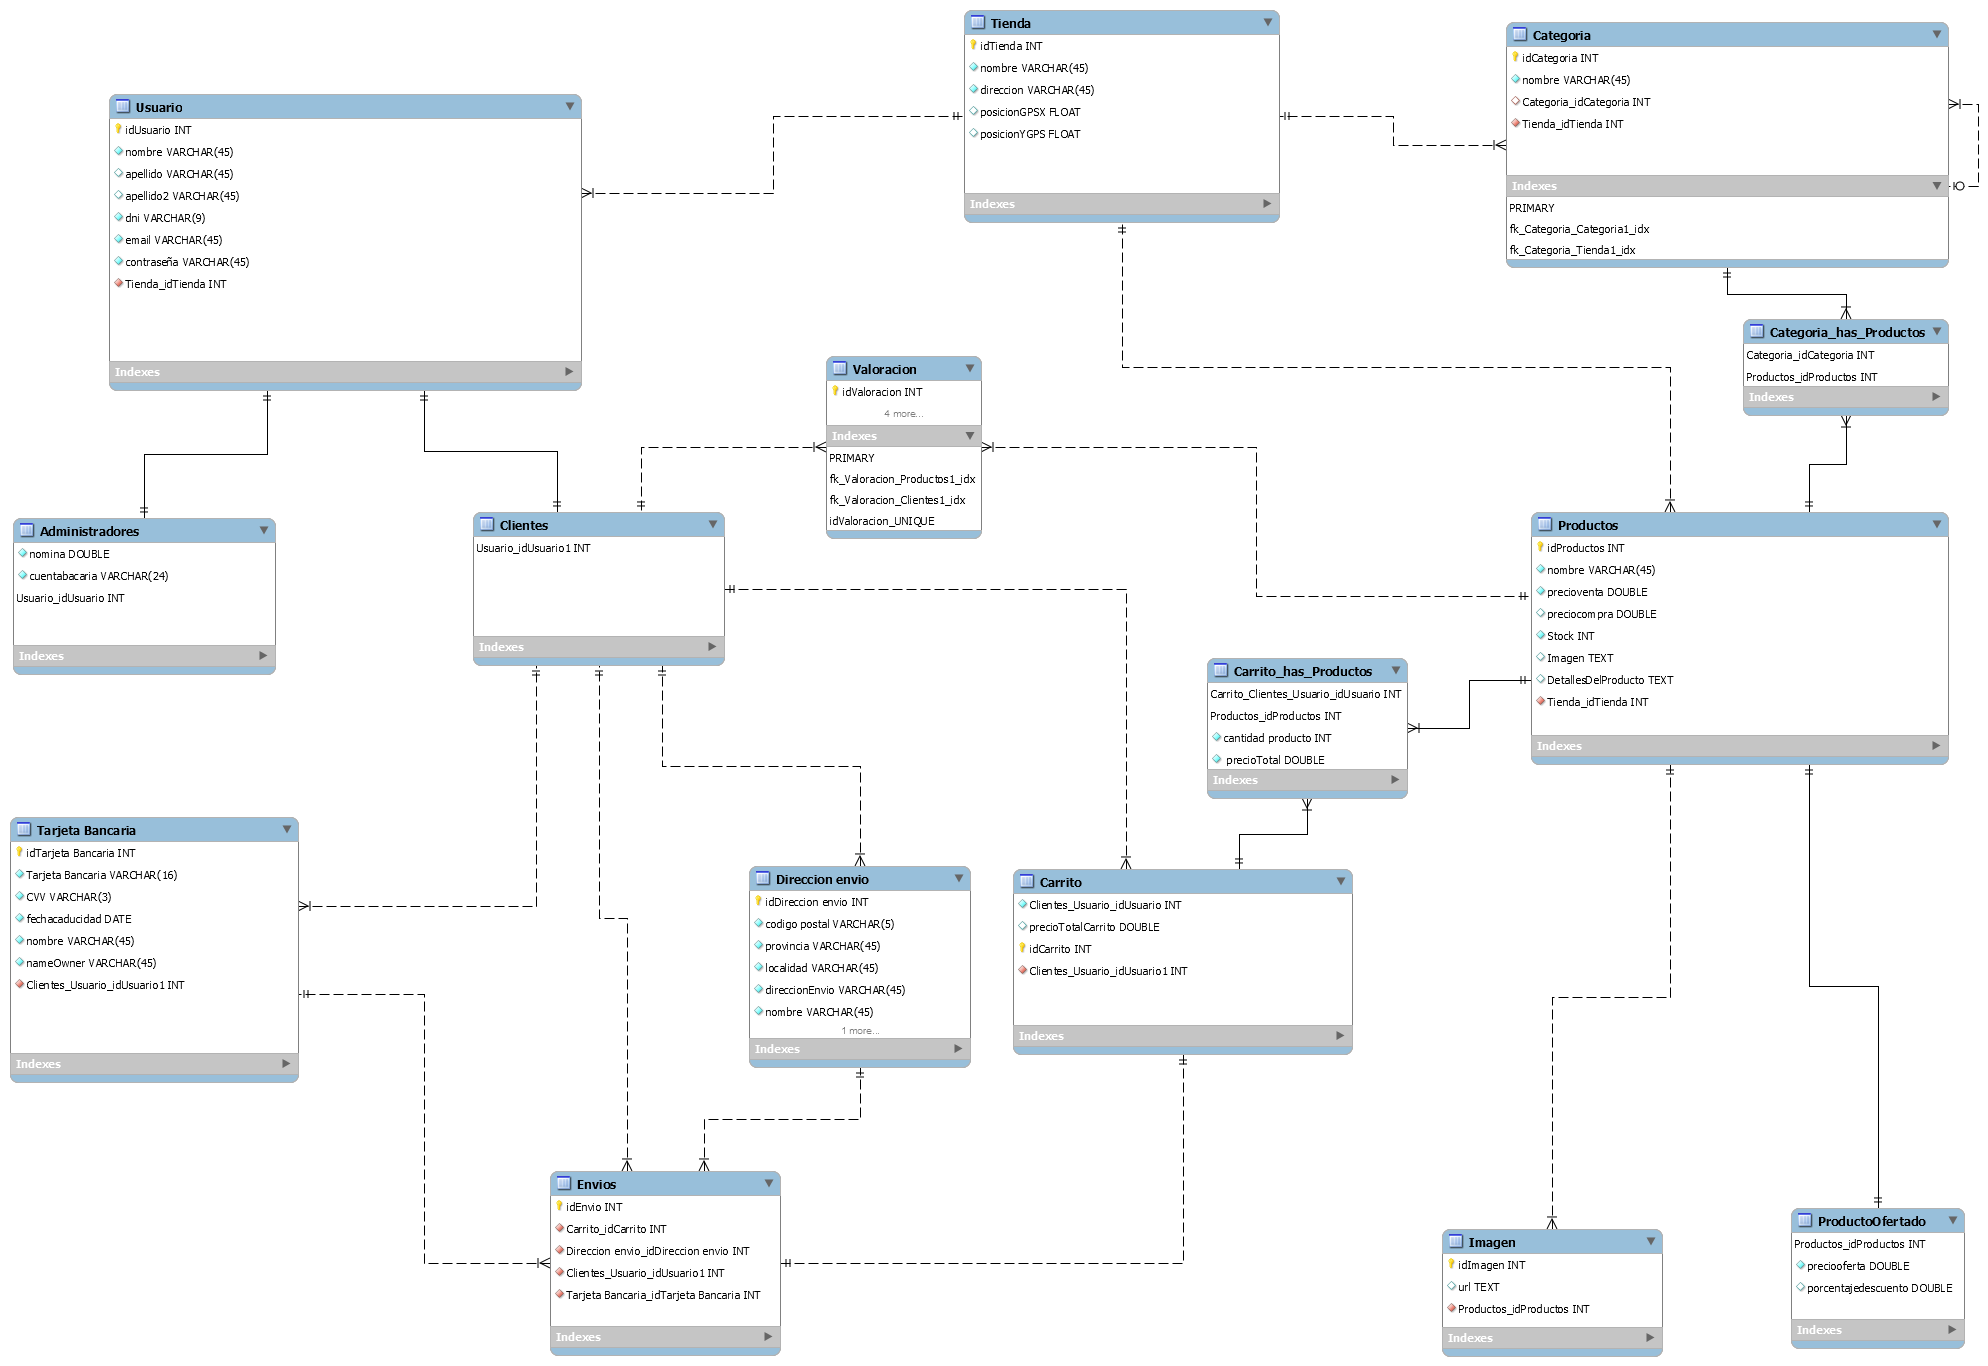 Tienda
idTienda INT
nombre VARCHAR(45)
direccion VARCHAR(45)
posicionGPSX FLOAT
posicionYGPS FLOAT
Indexes
Categoria
idCategoria INT
nombre VARCHAR(45)
Categoria_idCategoria INT
Tienda_idTienda INT
Indexes
PRIMARY
fk_Categoria_Categoria1_idx
fk_Categoria_Tienda1_idx
Usuario
idUsuario INT
nombre VARCHAR(45)
apellido VARCHAR(45)
apellido2 VARCHAR(45)
dni VARCHAR(9)
email VARCHAR(45)
contraseña VARCHAR(45)
Tienda_idTienda INT
Indexes
Categoria_has_Productos
Categoria_idCategoria INT
Productos_idProductos INT
Indexes
Valoracion
idValoracion INT
4 more...
Indexes
PRIMARY
fk_Valoracion_Productos1_idx
fk_Valoracion_Clientes1_idx
idValoracion_UNIQUE
Administradores
nomina DOUBLE
cuentabacaria VARCHAR(24)
Usuario_idUsuario INT
Indexes
Clientes
Usuario_idUsuario1 INT
Indexes
Productos
idProductos INT
nombre VARCHAR(45)
precioventa DOUBLE
preciocompra DOUBLE
Stock INT
Imagen TEXT
DetallesDelProducto TEXT
Tienda_idTienda INT
Indexes
Carrito_has_Productos
Carrito_Clientes_Usuario_idUsuario INT
Productos_idProductos INT
cantidad producto INT
precioTotal DOUBLE
Indexes
Tarjeta Bancaria
idTarjeta Bancaria INT
Tarjeta Bancaria VARCHAR(16)
CVV VARCHAR(3)
fechacaducidad DATE
nombre VARCHAR(45)
nameOwner VARCHAR(45)
Clientes_Usuario_idUsuario1 INT
Indexes
Direccion envio
idDireccion envio INT
codigo postal VARCHAR(5)
provincia VARCHAR(45)
localidad VARCHAR(45)
direccionEnvio VARCHAR(45)
nombre VARCHAR(45)
1 more...
Indexes
Carrito
Clientes_Usuario_idUsuario INT
precioTotalCarrito DOUBLE
idCarrito INT
Clientes_Usuario_idUsuario1 INT
Indexes
Envios
idEnvio INT
Carrito_idCarrito INT
Direccion envio_idDireccion envio INT
Clientes_Usuario_idUsuario1 INT
Tarjeta Bancaria_idTarjeta Bancaria INT
Indexes
Imagen
idImagen INT
url TEXT
Productos_idProductos INT
Indexes
ProductoOfertado
Productos_idProductos INT
preciooferta DOUBLE
porcentajedescuento DOUBLE
Indexes